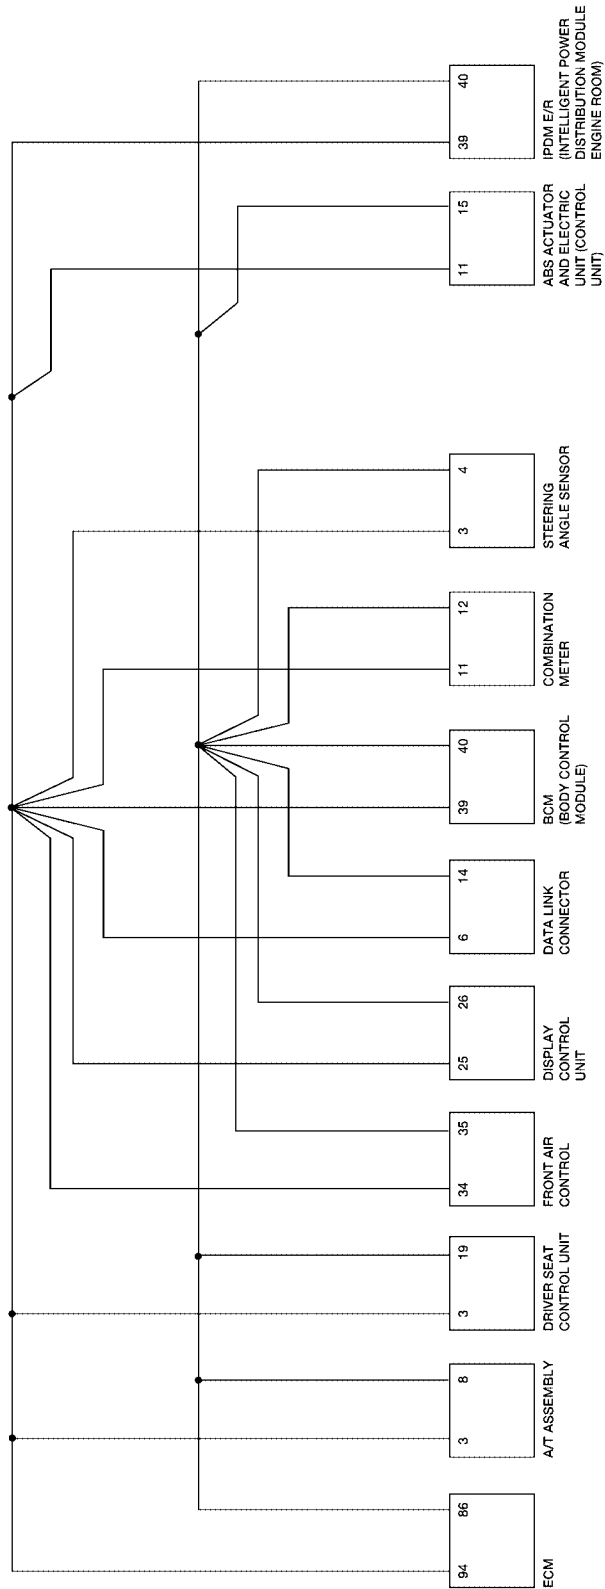 94
86
ECM
3
8
A/T ASSEMBLY
3
19
DRIVER SEAT
CONTROL UNIT
34
35
FRONT AIR
CONTROL
25
26
DISPLAY
CONTROL
UNIT
6
14
DATA LINK
CONNECTOR
39
40
BCM
(BODY CONTROL
MODULE)
11
12
COMBINATION
METER
3
4
STEERING
ANGLE SENSOR
11
15
ABS ACTUATOR
AND ELECTRIC
UNIT (CONTROL
UNIT)
39
40
IPDM E/R
(INTELLIGENT POWER
DISTRIBUTION MODULE
ENGINE ROOM)